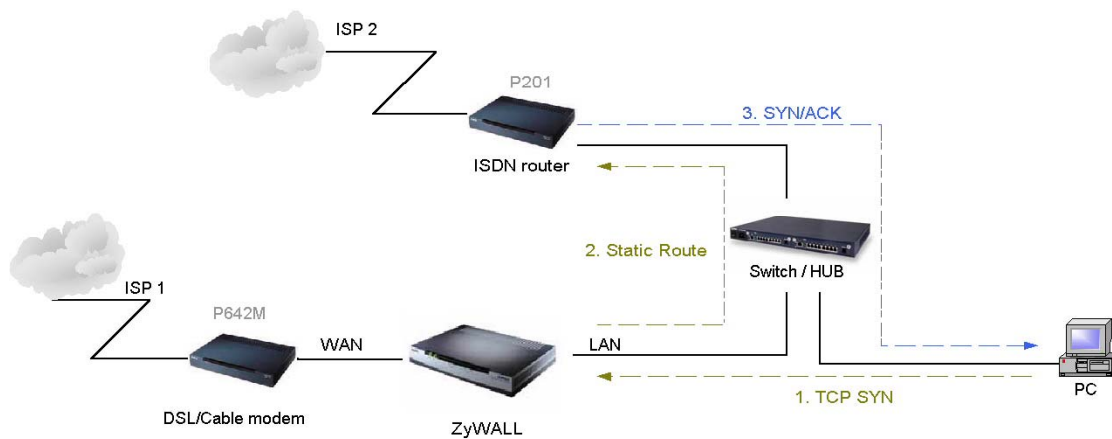 ISP 2
P201
3. SYN/ACK
ISDN router
2. Static Route
Switch / HUB
ISP 1
P642M
WAN
LAN
PC
1. TCP SYN
DSL/Cable modem
ZyWALL